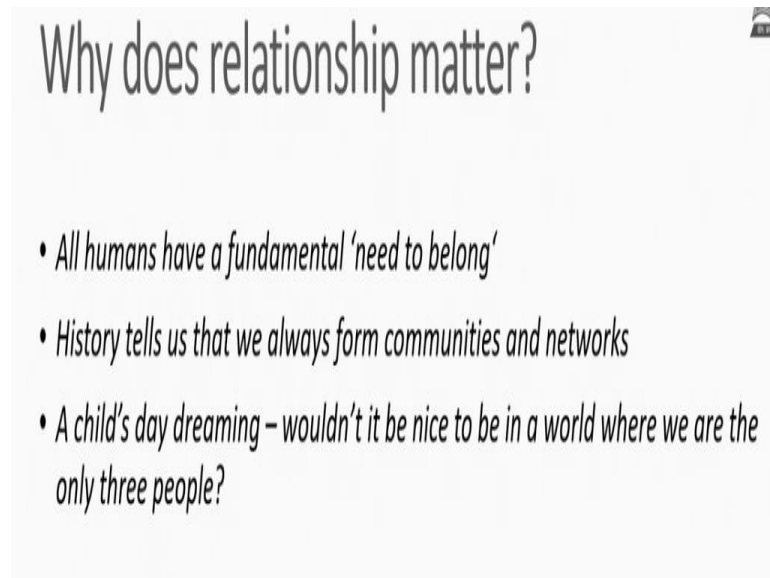 Why does relationship matter?
• All humans have a fundamental ‘need to belong‘
• History tells us that we always form communities and networks
• A child’s day dreaming – wouldn’t it be nice to be in a world where we are the
only three people?